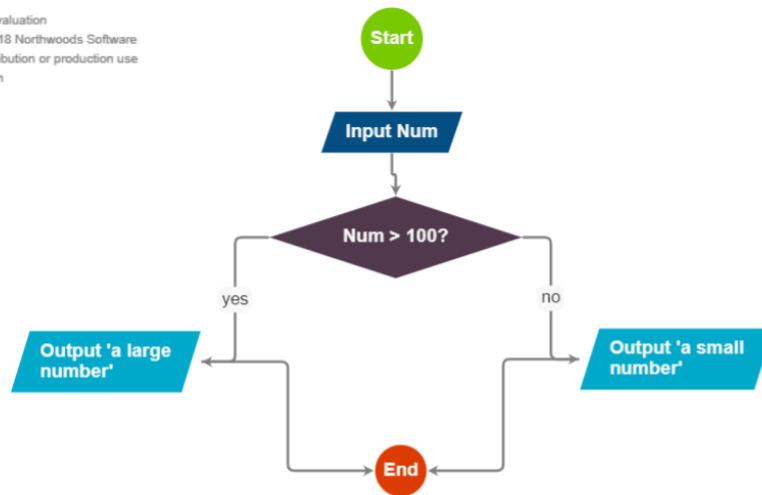 valuation
18 Northwoods Software
ibution or production use
Start
Input Num
Num > 100?
yes
no
Output 'a large
number'
Output 'a small
number'
End